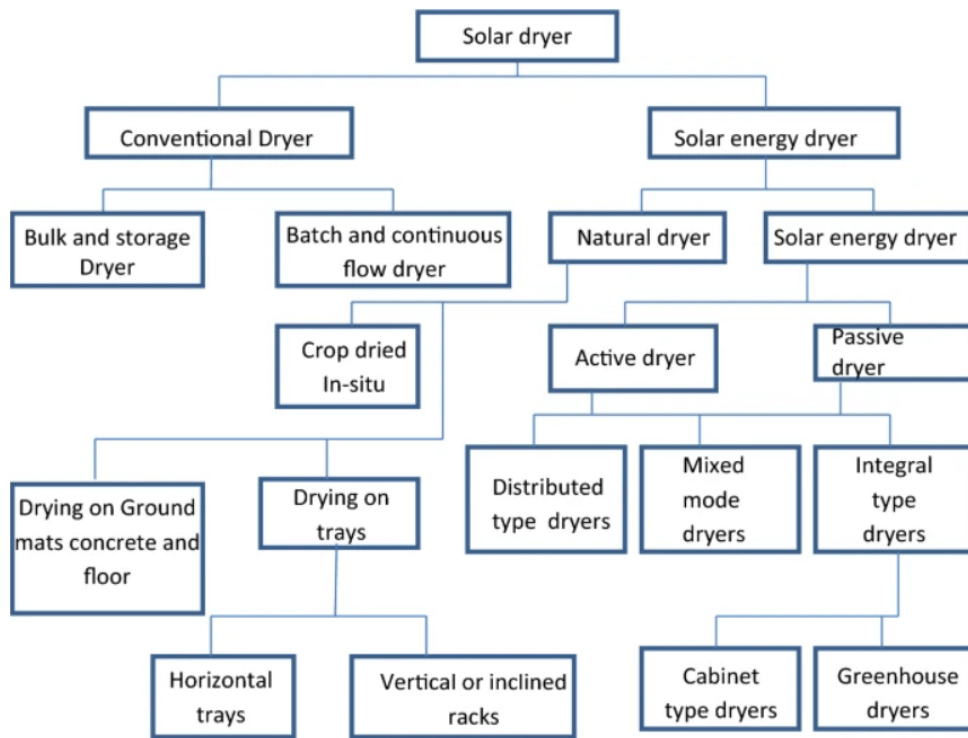 Solar dryer
Conventional Dryer
Solar energy dryer
Bulk and storage
Dryer
Batch and continuous
flow dryer
Natural dryer
Solar energy dryer
Crop dried
In-situ
Active dryer
Passive
dryer
Drying on Ground
mats concrete and
floor
Drying on
trays
Distributed
type dryers
Mixed
mode
dryers
Integral
type
dryers
Horizontal
trays
Vertical or inclined
racks
Cabinet
type dryers
Greenhouse
dryers